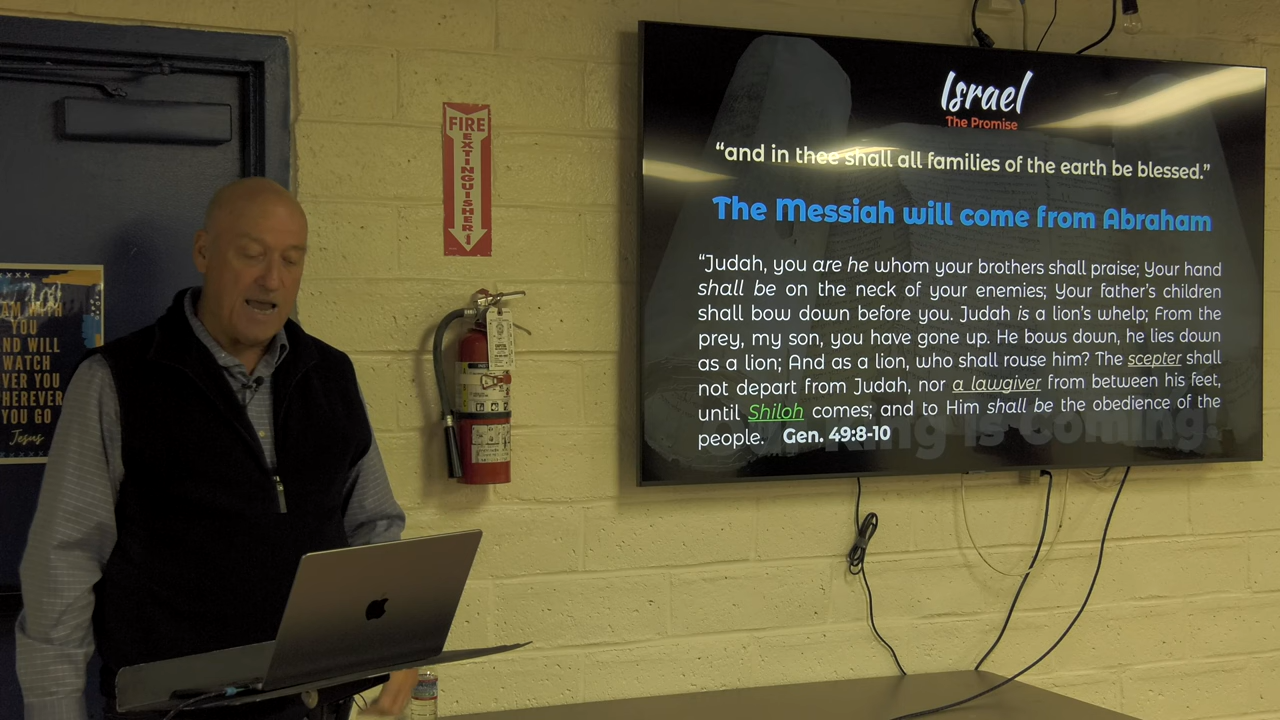 Israel
The Promise
“and in thee shall all families of the earth be blessed.”
The Messiah will come from Abraham
“Judah, you are he whom your brothers shall praise; Your hand
shall be on the neck of your enemies; Your father’s children
shall bow down before you. Judah is a lion’s whelp; From the
prey, my son, you have gone up. He bows down, he lies down
as a lion; And as a lion, who shall rouse him? The scepter shall
not depart from Judah, nor a lawgiver from between his feet,
until Shiloh comes; and to Him shall be the obedience of the
people. Gen. 49:8-10
King is Coming.
FIRE
EXTINGUISHER
AM WITH
YOU
ND WILL
WATCH
VER YOU
HEREVER
YOU GO
Jesus